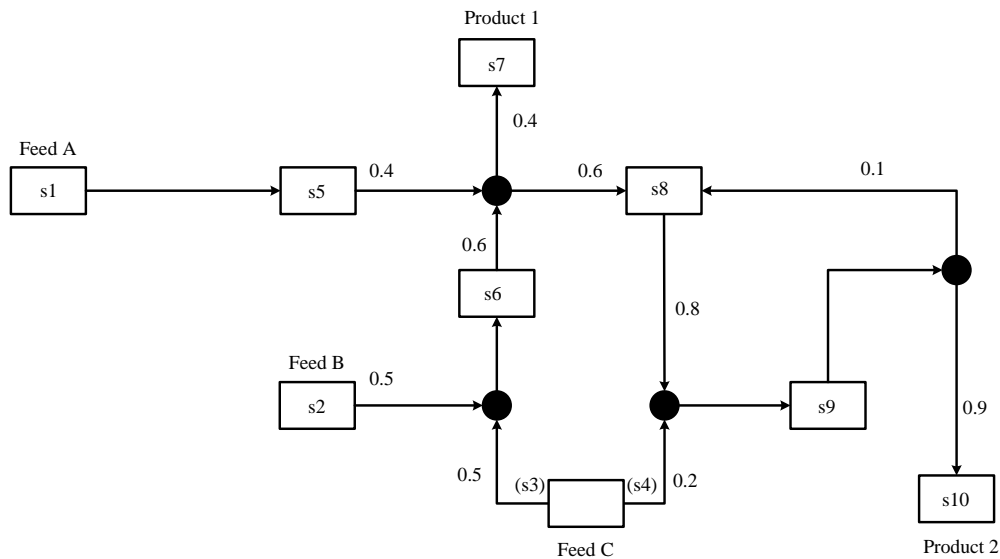 Product 1
s7
0.4
Feed A
s1
s5
0.4
0.6
s8
0.1
0.6
s6
0.8
Feed B
s2
0.5
s9
0.9
0.5
(s3)
(s4)
0.2
s10
Feed C
Product 2